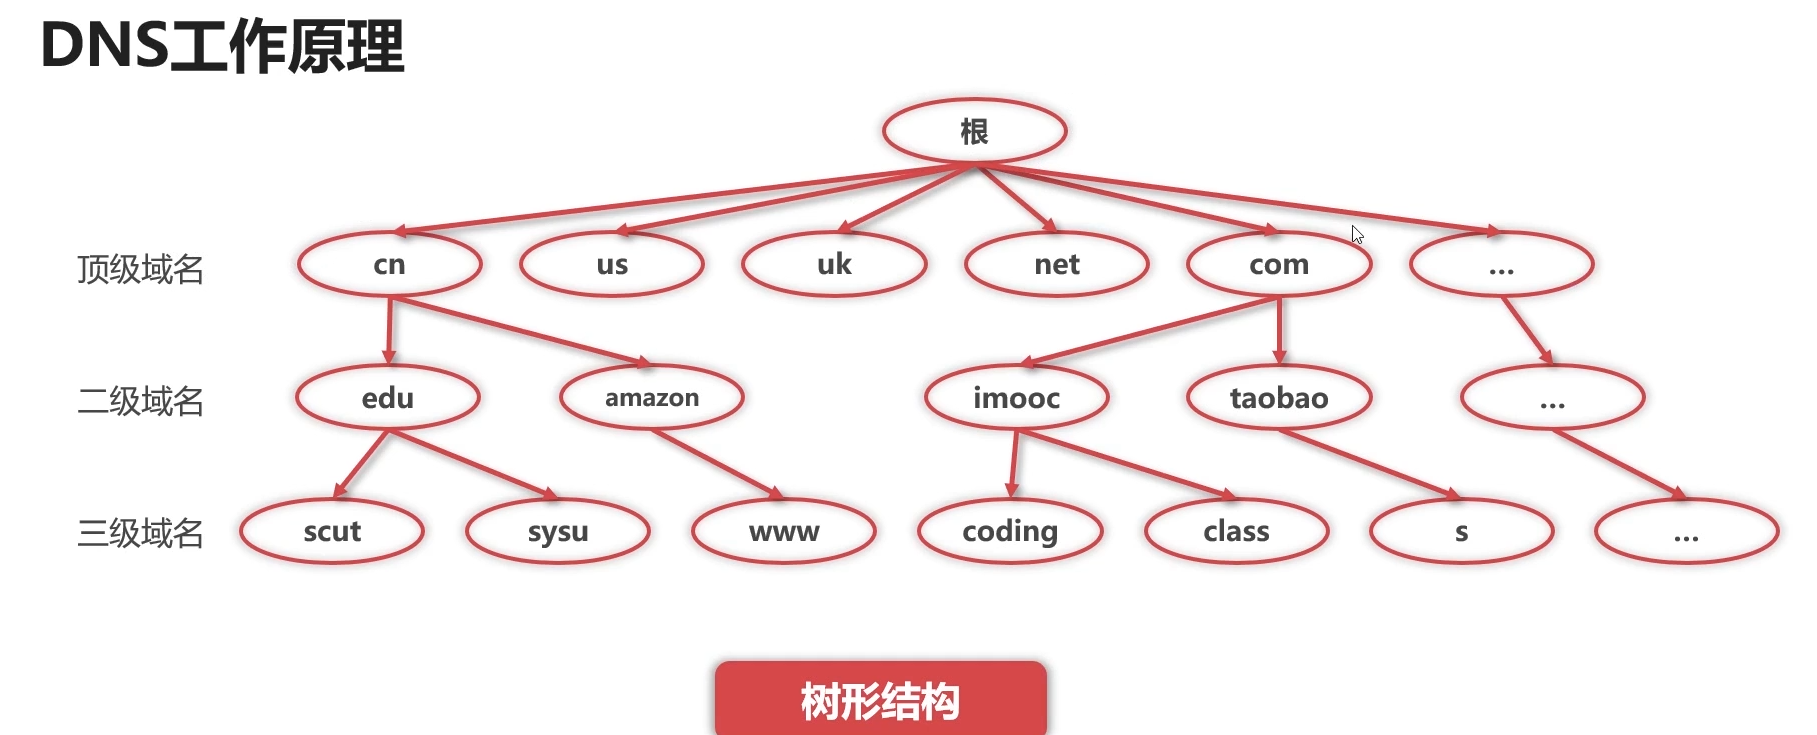 DNS工作原理
根
顶级域名 cn us uk net com ...
二级域名 edu amazon imooc taobao ...
三级域名 scut sysu www coding class s ...
树形结构